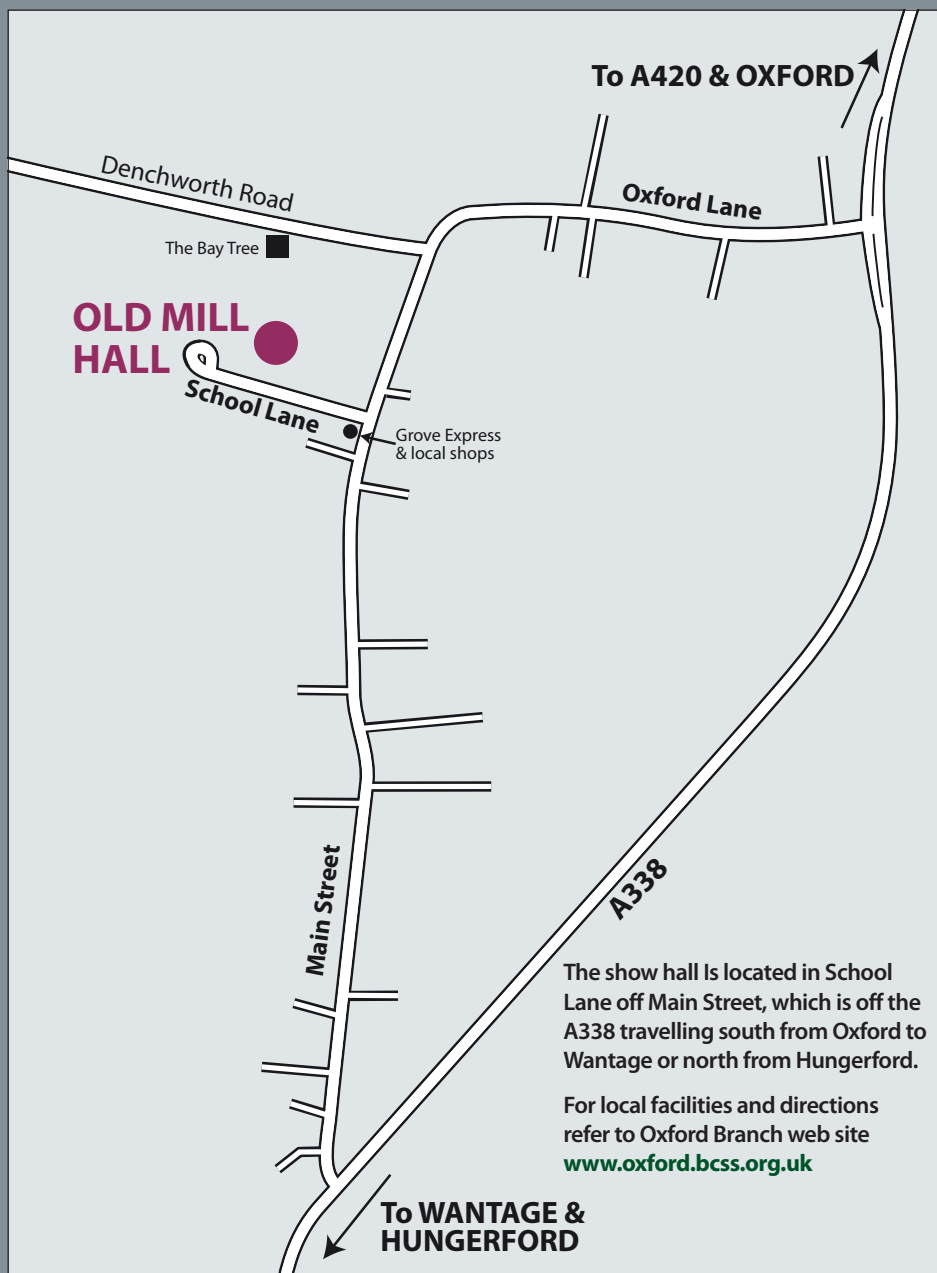 To A420 & OXFORD
Denchworth Road
Oxford Lane
The Bay Tree
OLD MILL
HALL
School Lane
Grove Express
& local shops
Main Street
A338
The show hall Is located in School
Lane off Main Street, which is off the
A338 travelling south from Oxford to
Wantage or north from Hungerford.
For local facilities and directions
refer to Oxford Branch web site
www.oxford.bcss.org.uk
To WANTAGE &
HUNGERFORD